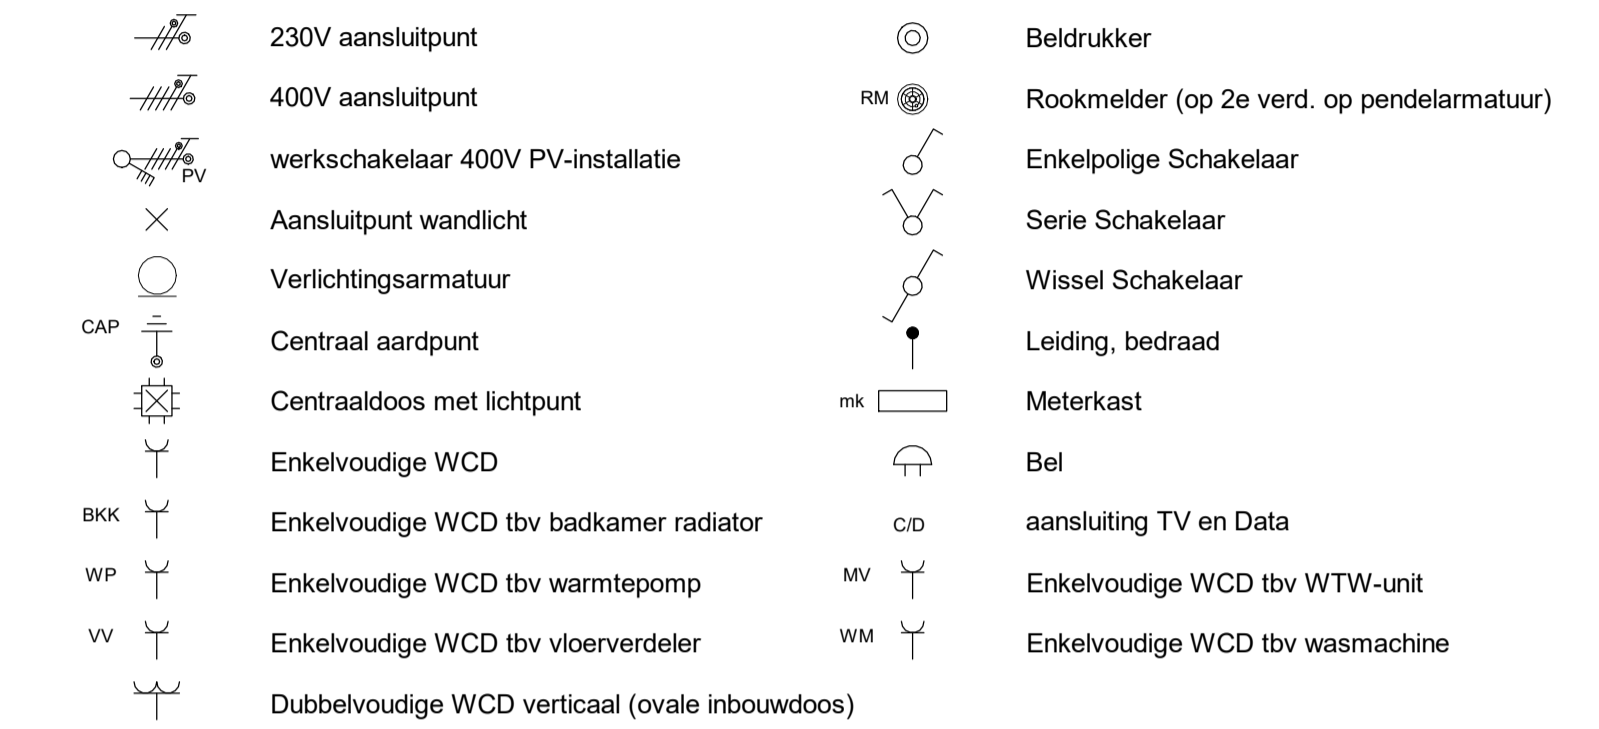 230V aansluitpunt
400V aansluitpunt
PV
werkschakelaar 400V PV-installatie
Aansluitpunt wandlicht
Verlichtingsarmatuur
CAP
Centraal aardpunt
Centraaldoos met lichtpunt
Enkelvoudige WCD
BKK
Enkelvoudige WCD tbv badkamer radiator
WP
Enkelvoudige WCD tbv warmtepomp
VV
Enkelvoudige WCD tbv vloerverdeler
Dubbelvoudige WCD verticaal (ovale inbouwdoos)
Beldrukker
RM
Rookmelder (op 2e verd. op pendelarmatuur)
Enkelpolige Schakelaar
Serie Schakelaar
Wissel Schakelaar
Leiding, bedraad
mk
Meterkast
Bel
C/D
aansluiting TV en Data
MV
Enkelvoudige WCD tbv WTW-unit
WM
Enkelvoudige WCD tbv wasmachine